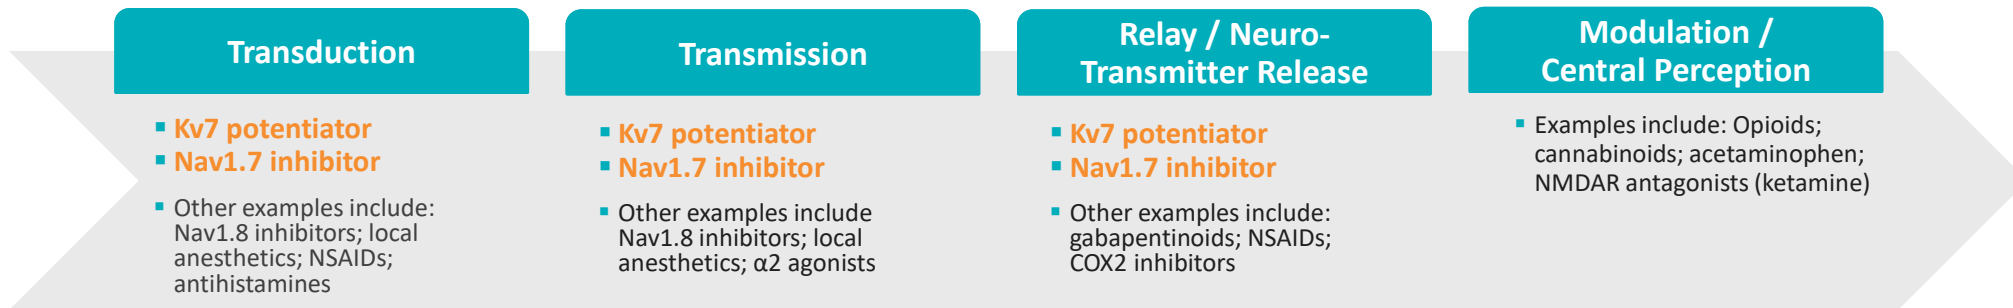 Transduction
▪ Kv7 potentiator
▪ Nav1.7 inhibitor
▪ Other examples include:
Nav1.8 inhibitors; local
anesthetics; NSAIDs;
antihistamines
Transmission
▪ Kv7 potentiator
▪ Nav1.7 inhibitor
▪ Other examples include
Nav1.8 inhibitors; local
anesthetics; α2 agonists
Relay / Neuro-
Transmitter Release
▪ Kv7 potentiator
▪ Nav1.7 inhibitor
▪ Other examples include:
gabapentinoids; NSAIDs;
COX2 inhibitors
Modulation /
Central Perception
▪ Examples include: Opioids;
cannabinoids; acetaminophen;
NMDAR antagonists (ketamine)